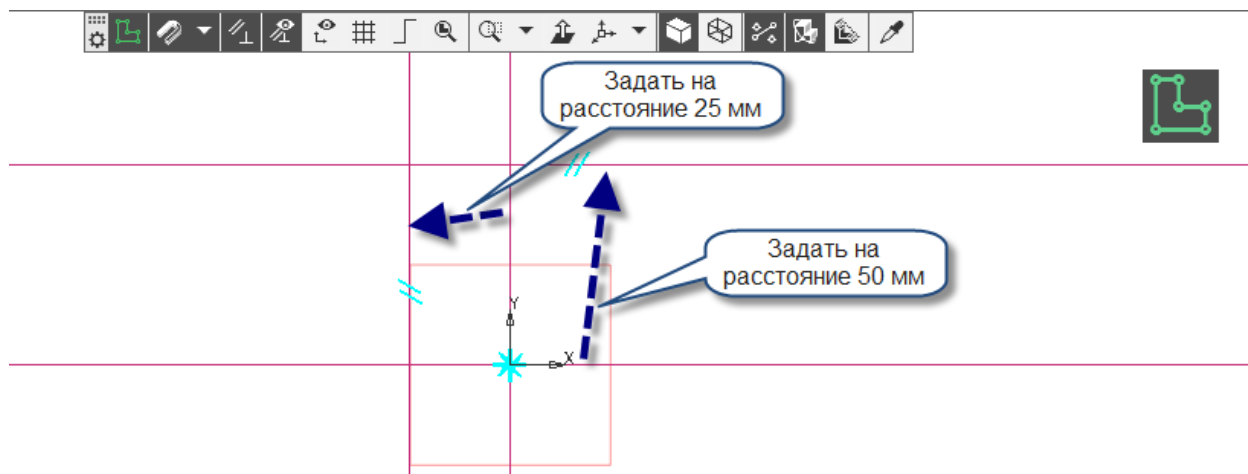 Задать на
расстояние 25 мм
Задать на
расстояние 50 мм
Y
X